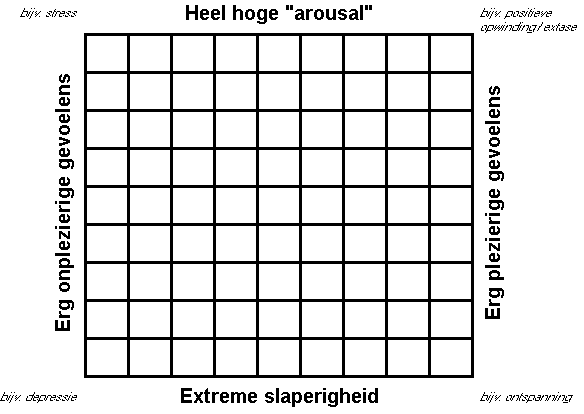 bijv. stress
Heel hoge "arousal"
bijv. positieve
opwinding / extase
Erg onplezierige gevoelens
Erg plezierige gevoelens
bijv. depressie
Extreme slaperigheid
bijv. ontspanning